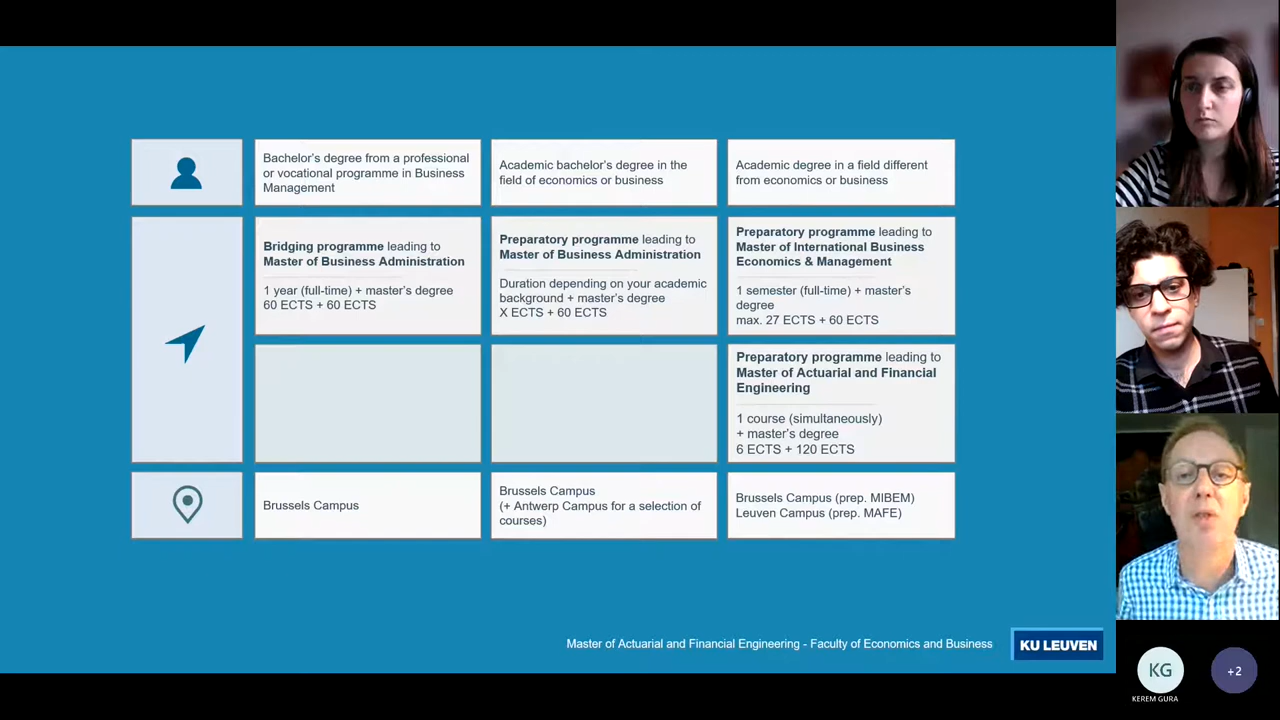 Bachelor's degree from a professional
or vocational programme in Business
Management
Academic bachelor's degree in the
field of economics or business
Academic degree in a field different
from economics or business
Bridging programme leading to
Master of Business Administration
1 year (full-time) + master's degree
60 ECTS + 60 ECTS
Preparatory programme leading to
Master of Business Administration
Duration depending on your academic
background + master's degree
X ECTS + 60 ECTS
Preparatory programme leading to
Master of International Business
Economics & Management
1 semester (full-time) + master's
degree
max. 27 ECTS + 60 ECTS
Preparatory programme leading to
Master of Actuarial and Financial
Engineering
1 course (simultaneously)
+ master's degree
6 ECTS + 120 ECTS
Brussels Campus
Brussels Campus
(+ Antwerp Campus for a selection of
courses)
Brussels Campus (prep. MIBEM)
Leuven Campus (prep. MAFE)
Master of Actuarial and Financial Engineering - Faculty of Economics and Business
KU LEUVEN
KG
KEREM GURA
+2